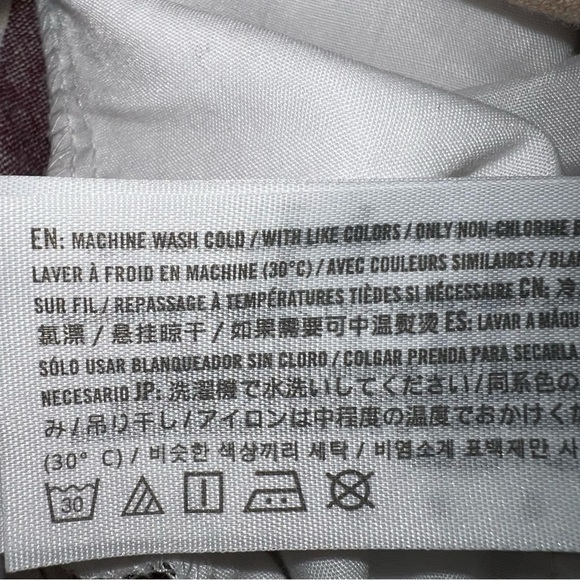 EN: MACHINE WASH COLD / WITH LIKE COLORS / ONLY NON-CHLORINE
LAVER À FROID EN MACHINE (30°C) / AVEC COULEURS SIMILAIRES /
SUR FIL / REPASSAGE À TEMPÉRATURES TIÈDES SI NÉCESSAIRE CN: 冷
氯漂 / 悬挂晾干 / 如果需要可中温熨烫 ES: LAVAR A
SÓLO USAR BLANQUEADOR SIN CLORO / COLGAR PRENDA PARA SECARLA
NECESARIO JP: 洗濯機で水洗いしてください / 同系色の
み / 吊り干し / アイロンは中程度の温度でおかけく
(30° C) / 비슷한 색상끼리 세탁 / 비염소계 표백제만 사
30